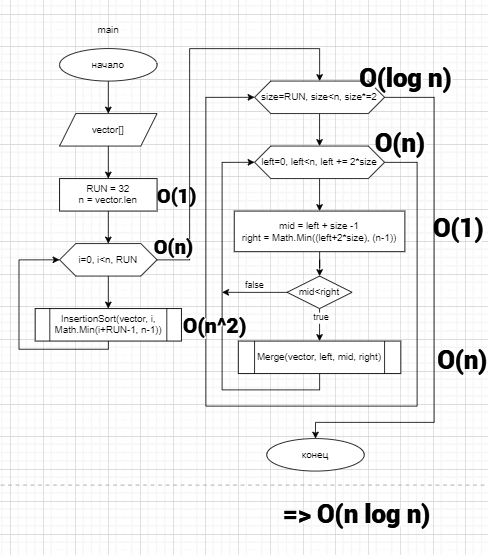 main
начало
vector[]
RUN = 32
n = vector.len
O(1)
i=0, i<n, RUN
O(n)
InsertionSort(vector, i,
Math.Min(i+RUN-1, n-1))
O(n^2)
size=RUN, size<n, size*=2
O(log n)
left=0, left<n, left += 2*size
O(n)
mid = left + size -1
right = Math.Min((left+2*size), (n-1))
O(1)
mid<right
false
true
Merge(vector, left, mid, right)
O(n)
конец
=> O(n log n)